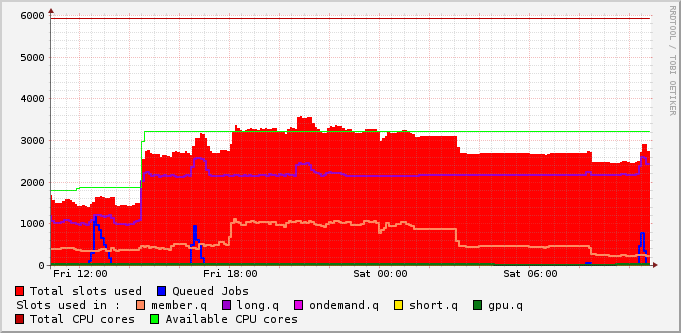 6000
5000
4000
3000
2000
1000
0
Fri 12:00 Fri 18:00 Sat 00:00 Sat 06:00
RRDTOOL / TOBI OETIKER
Total slots used Queued Jobs
Slots used in : member.q long.q ondemand.q short.q gpu.q
Total CPU cores Available CPU cores